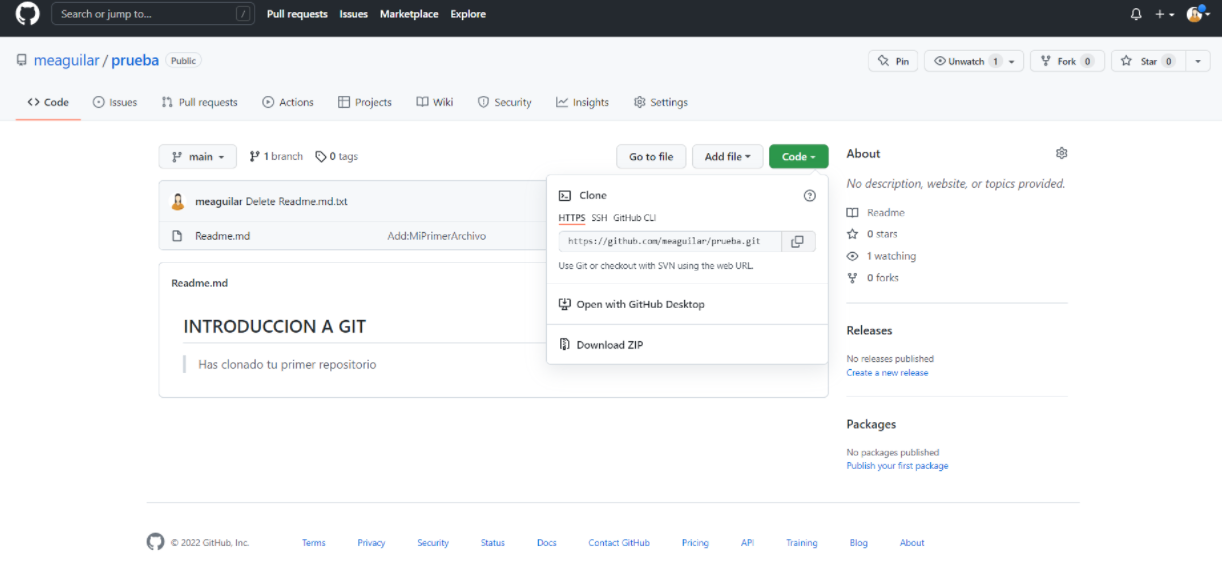 Search or jump to... / Pull requests Issues Marketplace Explore
meaguilar / prueba Public Pin Unwatch 1 Fork 0 Star 0
Code Issues Pull requests Actions Projects Wiki Security Insights Settings
main 1 branch 0 tags Go to file Add file Code
meaguilar Delete Readme.md.txt
Readme.md Add:MiPrimerArchivo
Readme.md
INTRODUCCION A GIT
Has clonado tu primer repositorio
Clone
HTTPS SSH GitHub CLI
https://github.com/meaguilar/prueba.git
Use Git or checkout with SVN using the web URL.
Open with GitHub Desktop
Download ZIP
About
No description, website, or topics provided.
Readme
0 stars
1 watching
0 forks
Releases
No releases published
Create a new release
Packages
No packages published
Publish your first package
© 2022 GitHub, Inc. Terms Privacy Security Status Docs Contact GitHub Pricing API Training Blog About